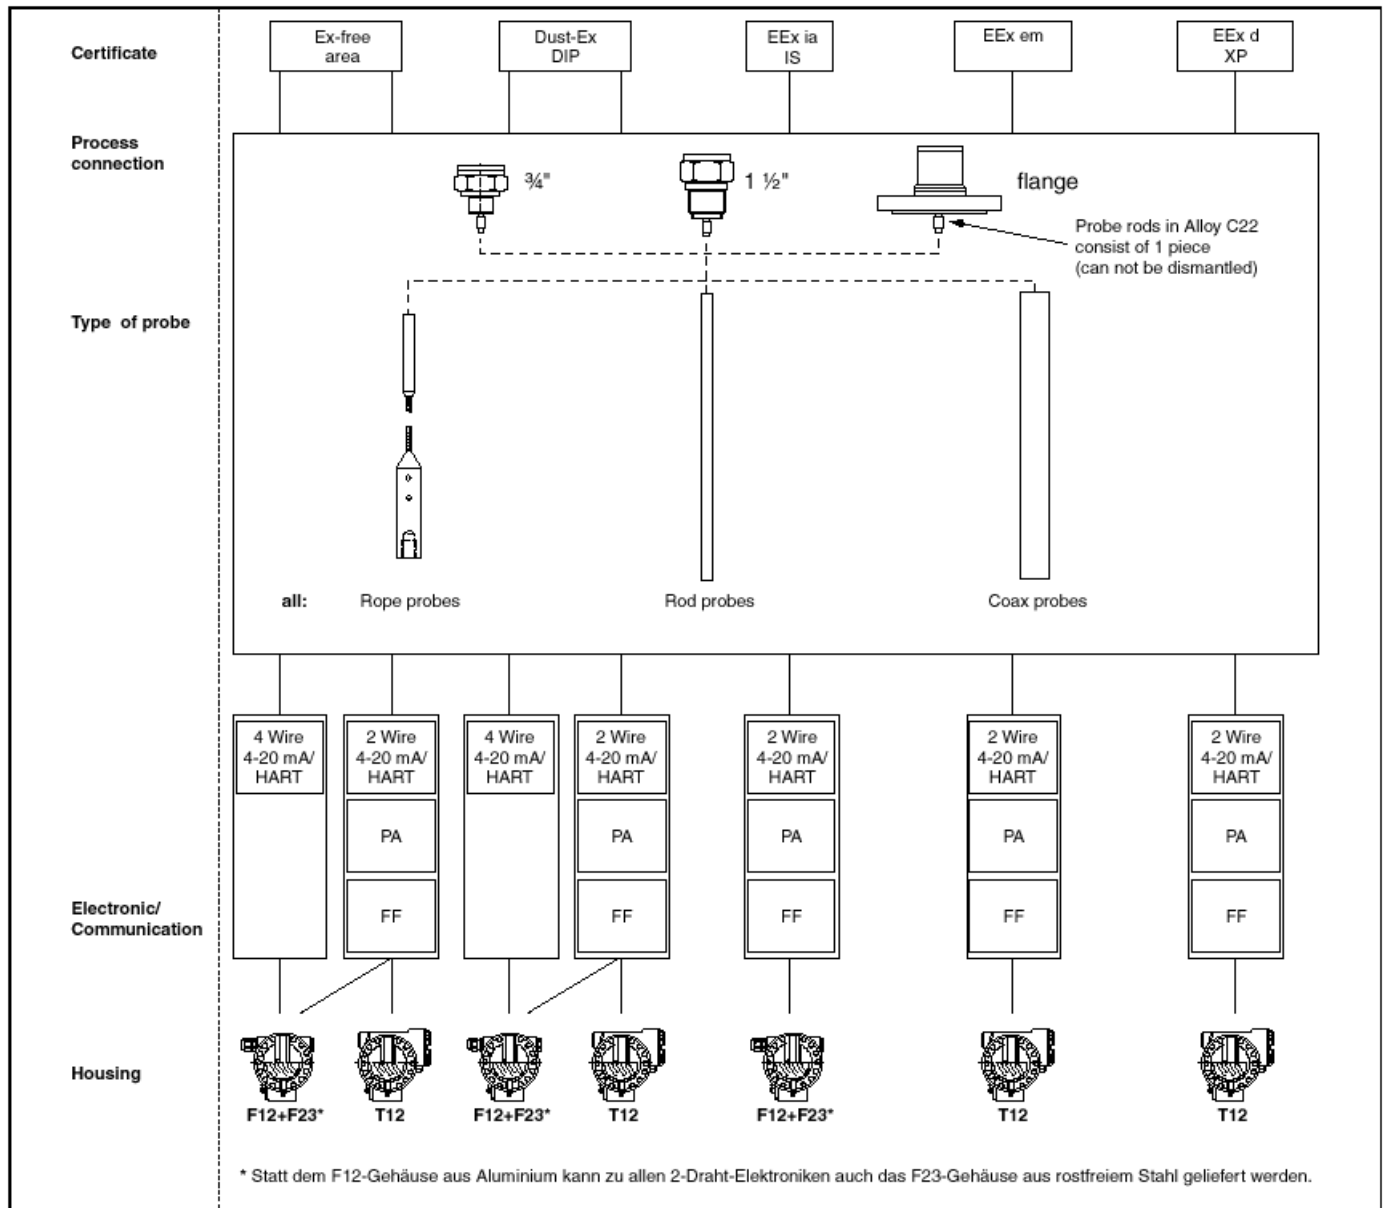 Certificate
Ex-free
area
Dust-Ex
DIP
EEx ia
IS
EEx em
EEx d
XP
Process
connection
¾"
1 ½"
flange
Probe rods in Alloy C22
consist of 1 piece
(can not be dismantled)
Type of probe
all:
Rope probes
Rod probes
Coax probes
4 Wire
4-20 mA/
HART
2 Wire
4-20 mA/
HART
PA
FF
4 Wire
4-20 mA/
HART
2 Wire
4-20 mA/
HART
PA
FF
2 Wire
4-20 mA/
HART
PA
FF
2 Wire
4-20 mA/
HART
PA
FF
2 Wire
4-20 mA/
HART
PA
FF
Electronic/
Communication
Housing
F12+F23*
T12
F12+F23*
T12
F12+F23*
T12
T12
* Statt dem F12-Gehäuse aus Aluminium kann zu allen 2-Draht-Elektroniken auch das F23-Gehäuse aus rostfreiem Stahl geliefert werden.